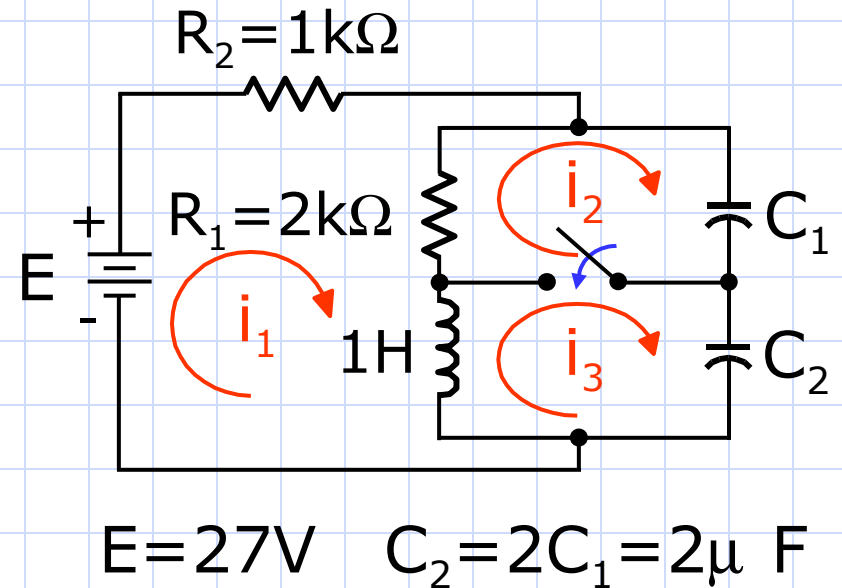 R₂=1kΩ
+
R₁=2kΩ
i₂
C₁
E
-
i₁
1H
i₃
C₂
E=27V C₂=2C₁=2μ F